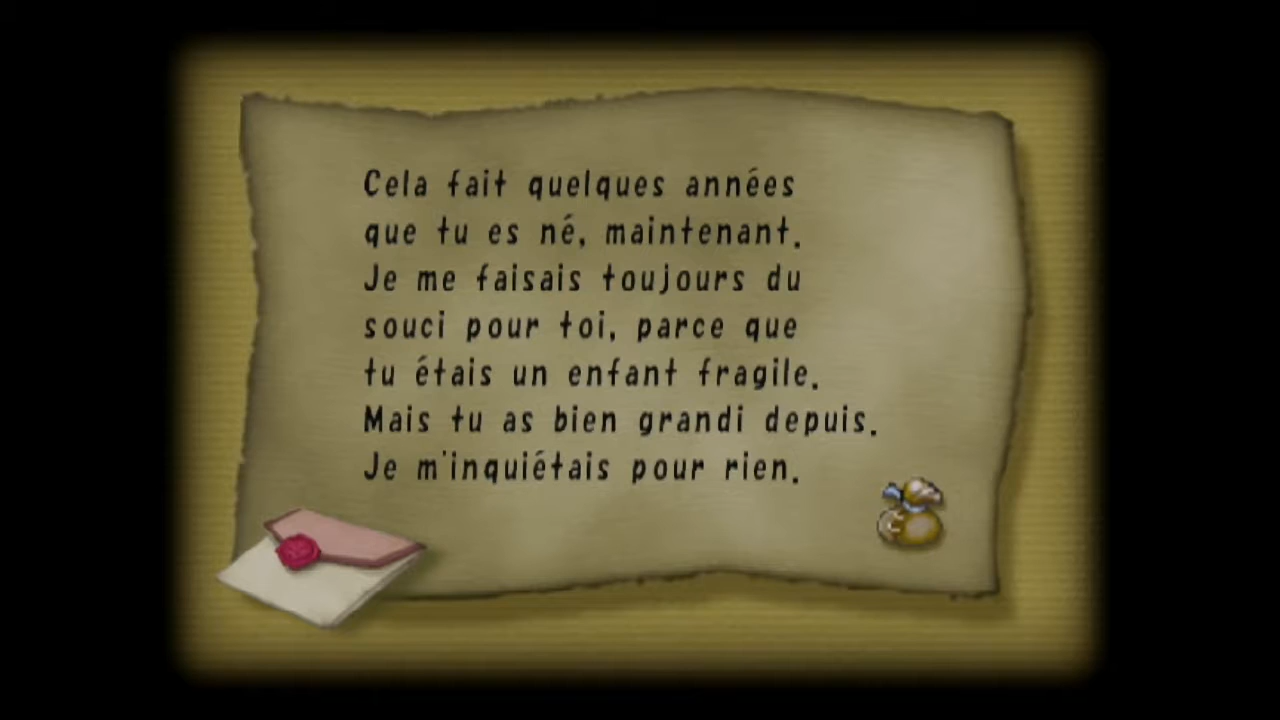 Cela fait quelques années
que tu es né, maintenant.
Je me faisais toujours du
souci pour toi, parce que
tu étais un enfant fragile.
Mais tu as bien grandi depuis.
Je m'inquiétais pour rien.